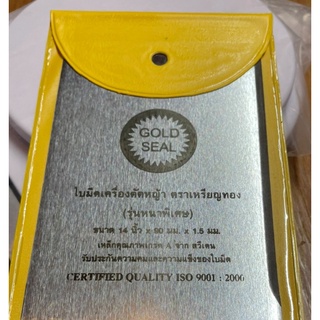 GOLD
SEAL
ใบมีดเครื่องตัดหญ้า ตราเหรียญทอง
(รุ่นหนาพิเศษ)
ขนาด 14 นิ้ว x 90 มม. x 1.5 มม.
เหล็กคุณภาพเกรด A จาก สวีเดน
รับประกันความคมและความแข็งของใบมีด
CERTIFIED QUALITY ISO 9001 : 2000